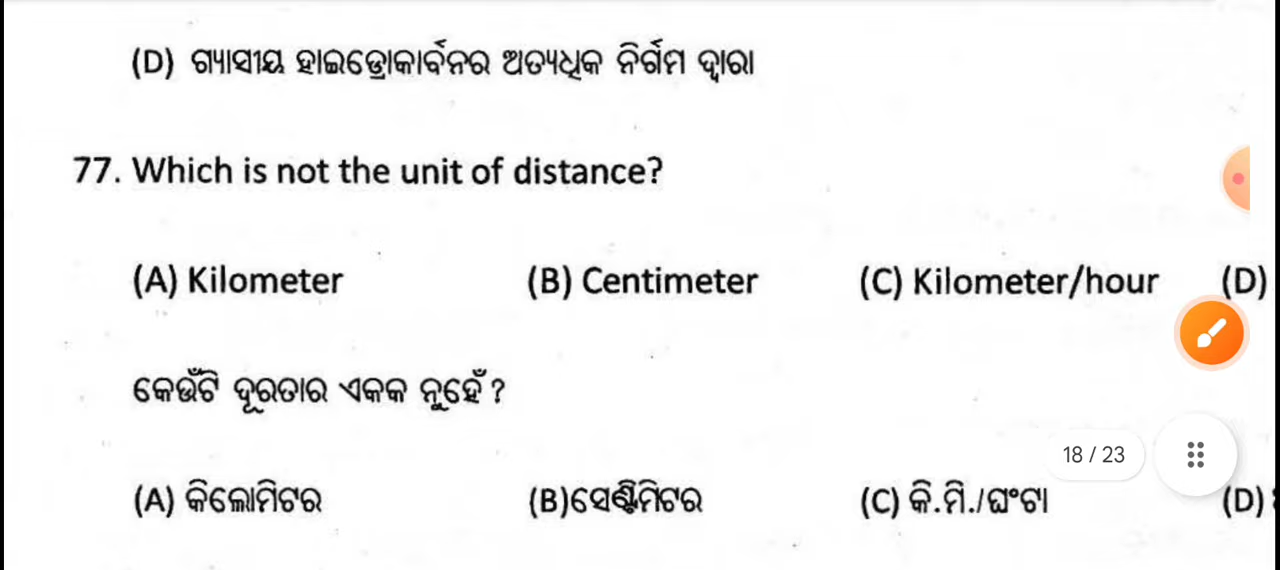 (D) ଗ୍ୟାସୀୟ ହାଇଡ୍ରୋକାର୍ବନର ଅତ୍ୟଧିକ ନିର୍ଗମ ଦ୍ୱାରା
77. Which is not the unit of distance?
(A) Kilometer (B) Centimeter (C) Kilometer/hour (D)
କେଉଁଟି ଦୂରତାର ଏକକ ନୁହେଁ ?
18 / 23
(A) କିଲୋମିଟର (B)ସେଣ୍ଟିମିଟର (C) କି.ମି./ଘଂଟା (D)